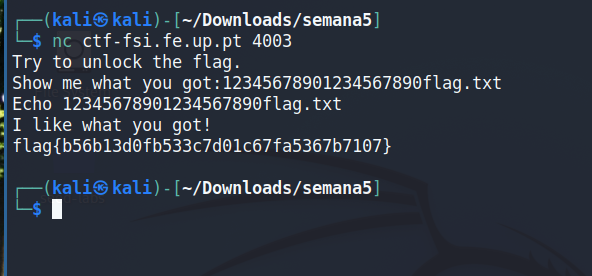 ┌──(kali㉿kali)-[~/Downloads/semana5]
└─$ nc ctf-fsi.fe.up.pt 4003
Try to unlock the flag.
Show me what you got:12345678901234567890flag.txt
Echo 12345678901234567890flag.txt
I like what you got!
flag{b56b13d0fb533c7d01c67fa5367b7107}
┌──(kali㉿kali)-[~/Downloads/semana5]
└─$